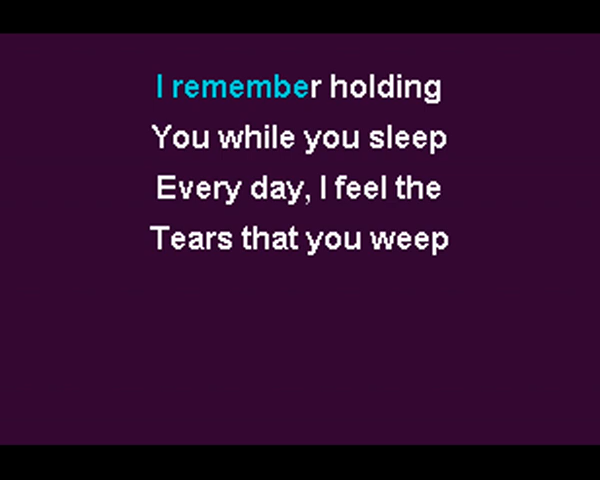 I remember holding
You while you sleep
Every day, I feel the
Tears that you weep